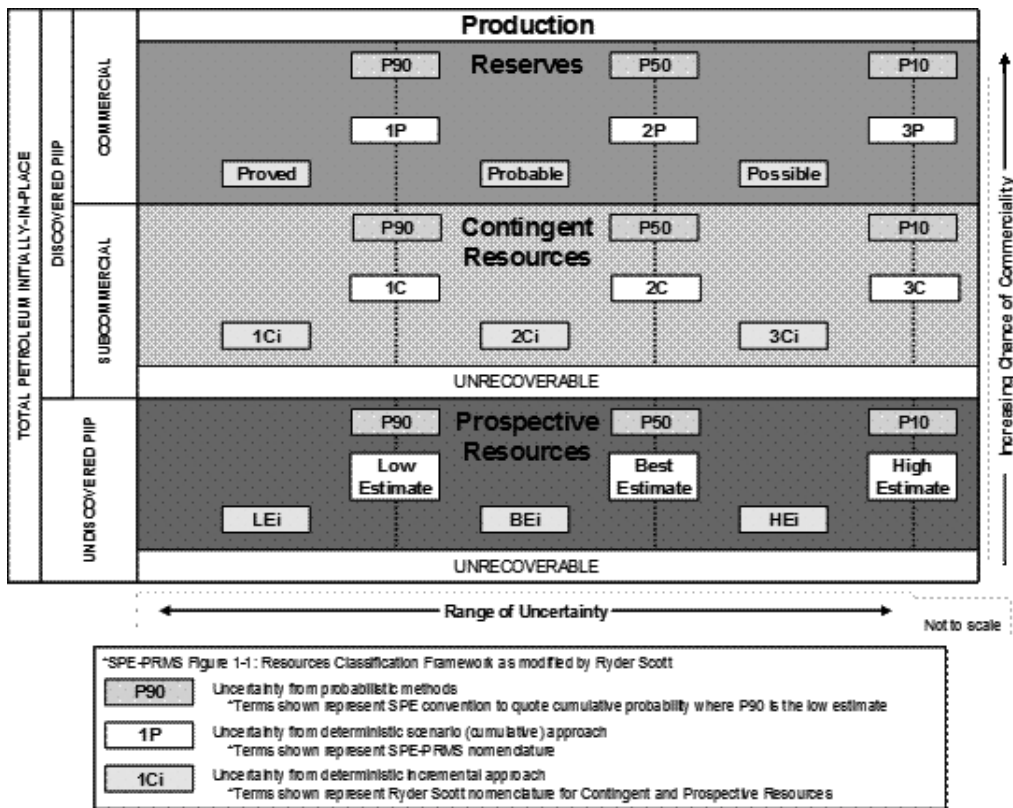 Production
P90 Reserves P50 P10
1P 2P 3P
Proved Probable Possible
P90 Contingent P50 P10
Resources
1C 2C 3C
1Ci 2Ci 3Ci
UNRECOVERABLE
P90 Prospective P50 P10
Resources
Low Best High
Estimate Estimate Estimate
LEi BEi HEi
UNRECOVERABLE
TOTAL PETROLEUM INITIALLY-IN-PLACE
DISCOVERED PIIP
UNDISCOVERED PIIP
COMMERCIAL
SUBCOMMERCIAL
Increasing Chance of Commerciality
Range of Uncertainty
Not to scale
*SPE-PRMS Figure 1-1: Resources Classification Framework as modified by Ryder Scott
P90 Uncertainty from probabilistic methods
*Terms shown represent SPE convention to quote cumulative probability where P90 is the low estimate
1P Uncertainty from deterministic scenario (cumulative) approach
*Terms shown represent SPE-PRMS nomenclature
1Ci Uncertainty from deterministic incremental approach
*Terms shown represent Ryder Scott nomenclature for Contingent and Prospective Resources